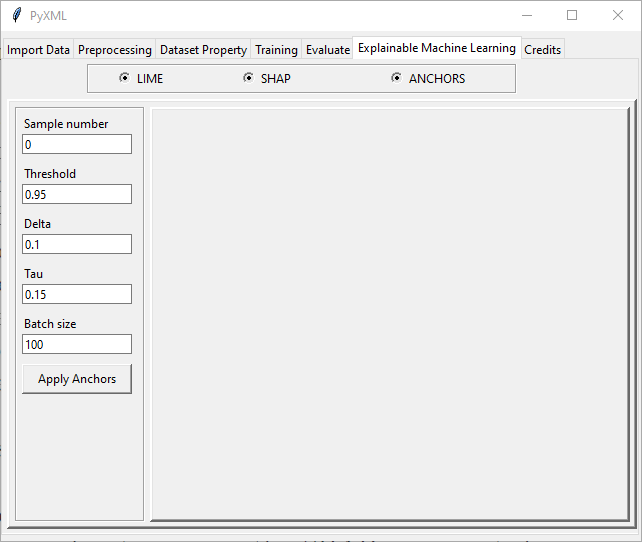 PyXML
Import Data Preprocessing Dataset Property Training Evaluate Explainable Machine Learning Credits
LIME SHAP ANCHORS
Sample number
0
Threshold
0.95
Delta
0.1
Tau
0.15
Batch size
100
Apply Anchors